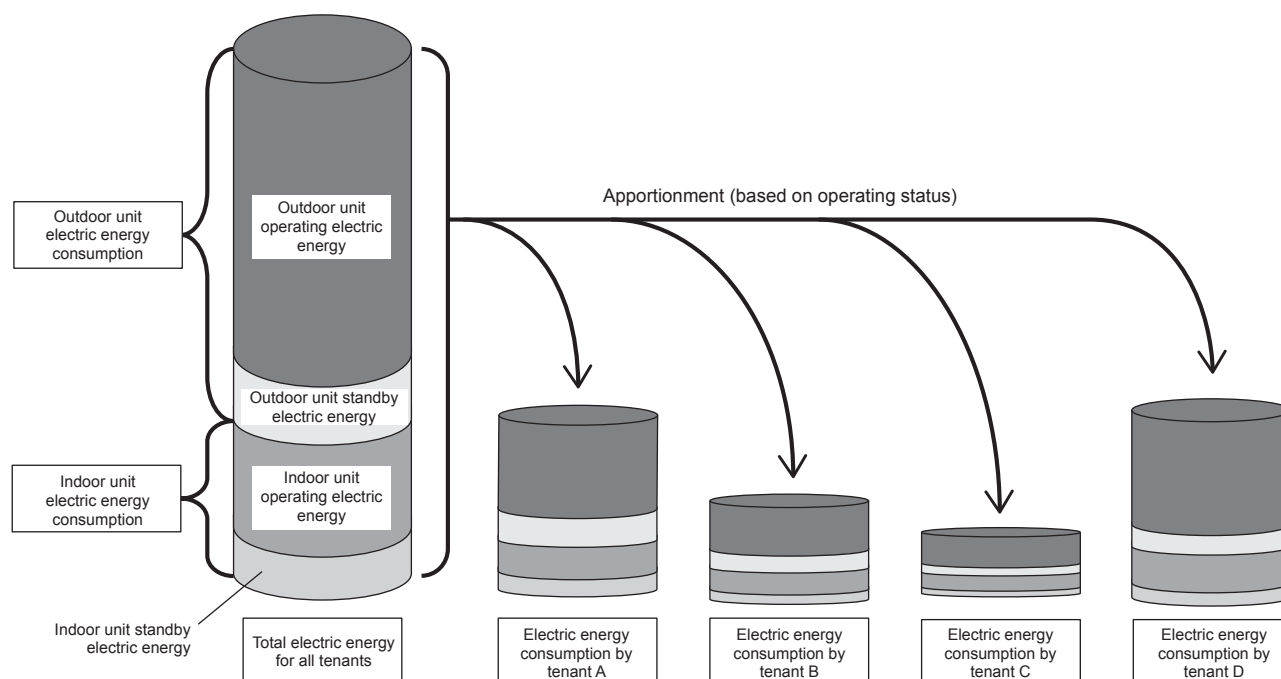 Outdoor unit
electric energy
consumption
Outdoor unit
operating electric
energy
Apportionment (based on operating status)
Outdoor unit standby
electric energy
Indoor unit
electric energy
consumption
Indoor unit
operating electric
energy
Indoor unit standby
electric energy
Total electric energy
for all tenants
Electric energy
consumption by
tenant A
Electric energy
consumption by
tenant B
Electric energy
consumption by
tenant C
Electric energy
consumption by
tenant D